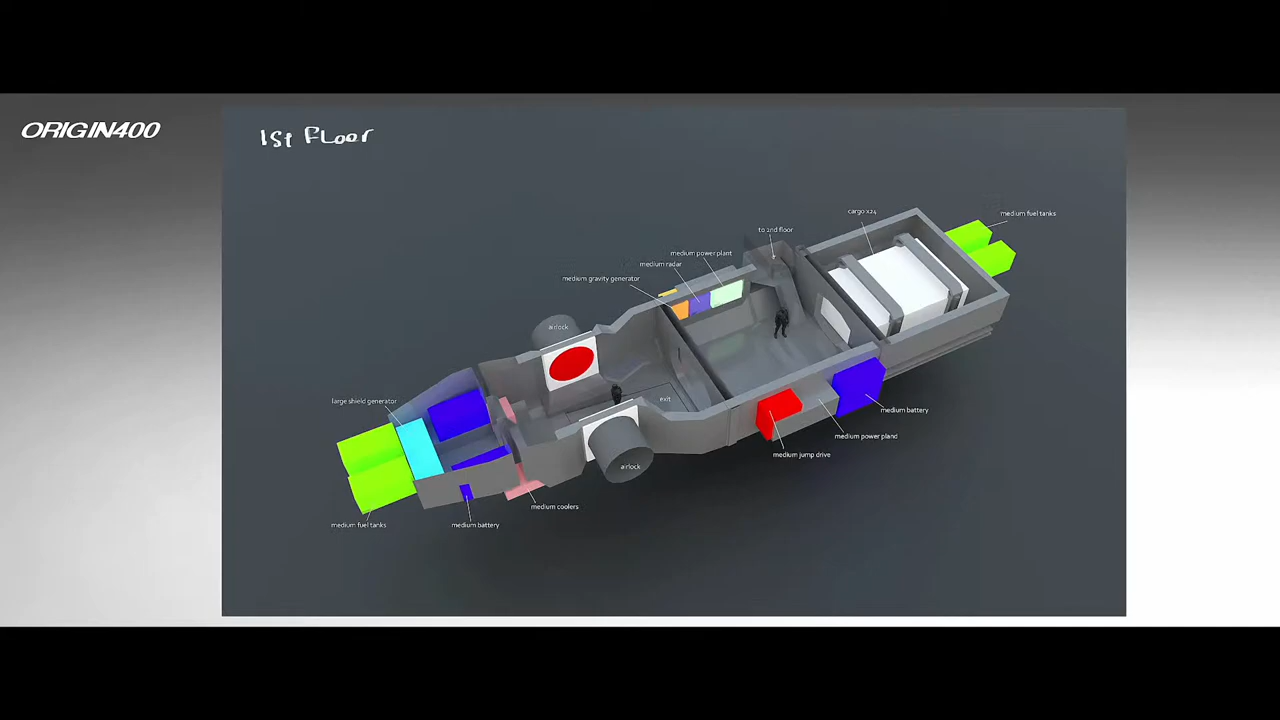 ORIGIN400
1st FLoor
cargo x24
medium fuel tanks
to 2nd floor
medium power plant
medium radar
medium gravity generator
airlock
exit
large shield generator
medium battery
medium power pland
medium jump drive
airlock
medium coolers
medium fuel tanks
medium battery